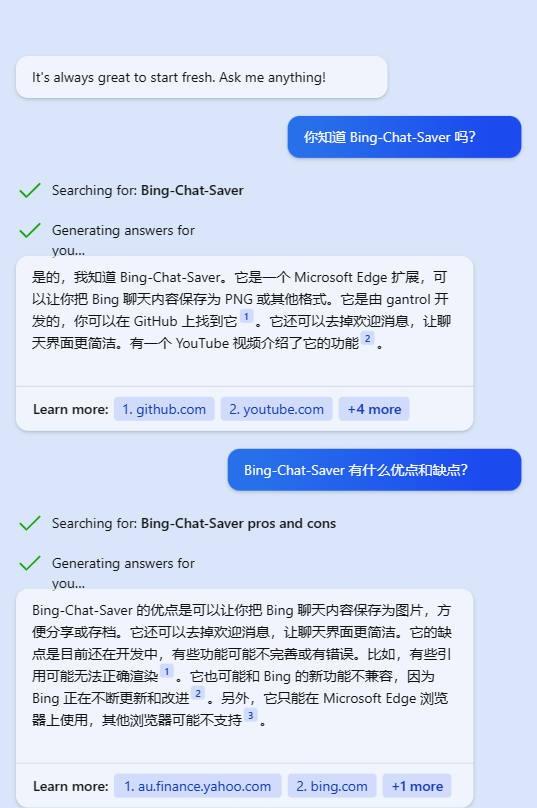 It's always great to start fresh. Ask me anything!
你知道 Bing-Chat-Saver 吗？
Searching for: Bing-Chat-Saver
Generating answers for
you...
是的，我知道 Bing-Chat-Saver。它是一个 Microsoft Edge 扩展，可
以让你把 Bing 聊天内容保存为 PNG 或其他格式。它是由 gantrol 开
发的，你可以在 GitHub 上找到它 1 。它还可以去掉欢迎消息，让聊
天界面更简洁。有一个 YouTube 视频介绍了它的功能 2 。
Learn more: 1. github.com 2. youtube.com +4 more
Bing-Chat-Saver 有什么优点和缺点？
Searching for: Bing-Chat-Saver pros and cons
Generating answers for
you...
Bing-Chat-Saver 的优点是可以让你把 Bing 聊天内容保存为图片，方
便分享或存档。它还可以去掉欢迎消息，让聊天界面更简洁。它的缺
点是目前还在开发中，有些功能可能不完善或有错误。比如，有些引
用可能无法正确渲染 1 。它也可能和 Bing 的新功能不兼容，因为
Bing 正在不断更新和改进 2 。另外，它只能在 Microsoft Edge 浏览
器上使用，其他浏览器可能不支持 3 。
Learn more: 1. au.finance.yahoo.com 2. bing.com +1 more